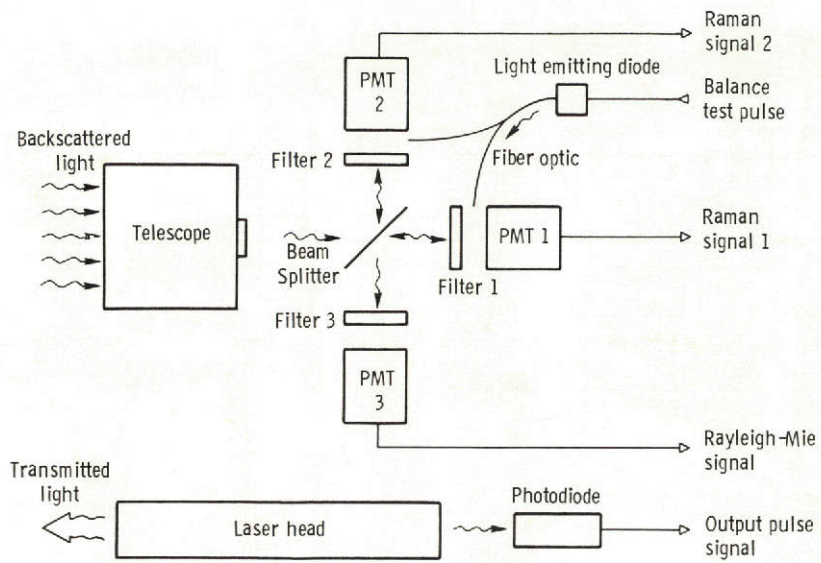 Raman
signal 2
Light emitting diode
PMT
2
Balance
test pulse
Backscattered
light
Filter 2
Fiber optic
Telescope
Beam
Splitter
PMT 1
Raman
signal 1
Filter 1
Filter 3
PMT
3
Rayleigh-Mie
signal
Transmitted
light
Photodiode
Laser head
Output pulse
signal